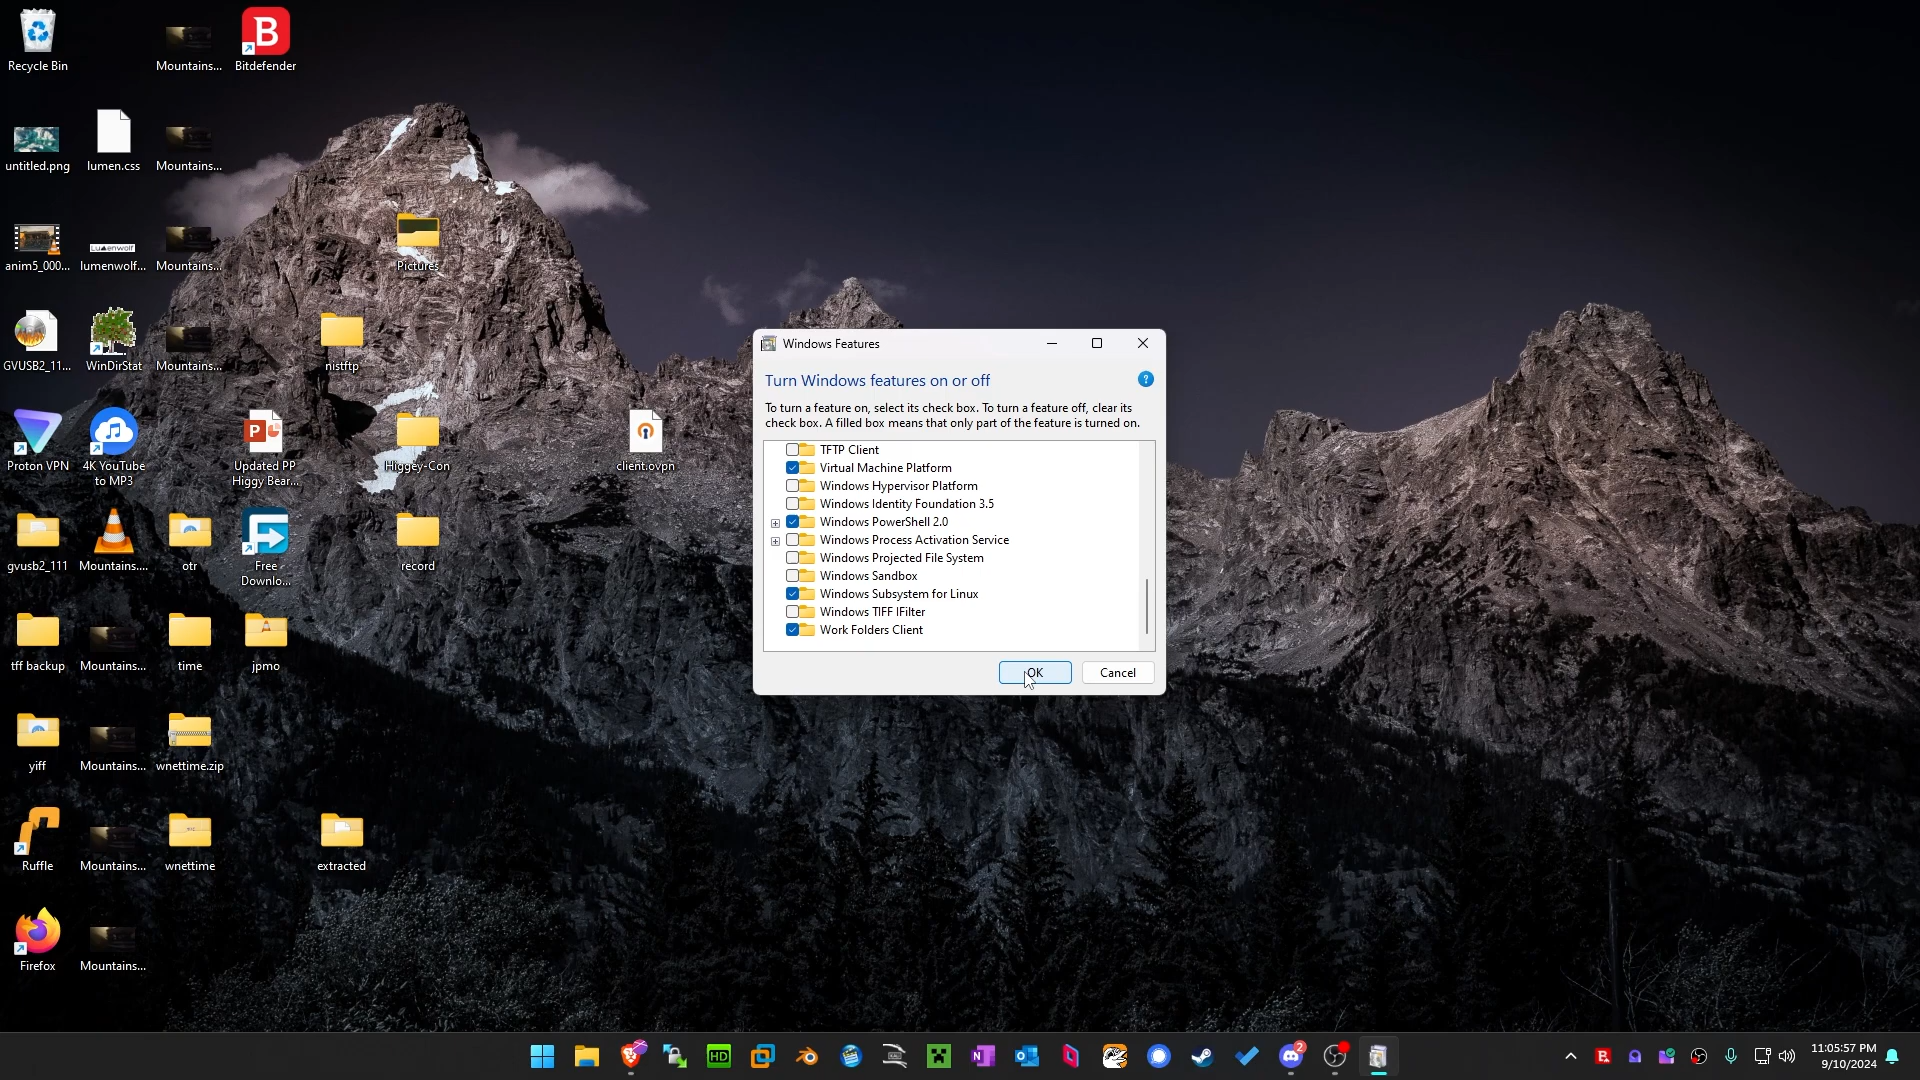 Recycle Bin
Mountains...
Bitdefender
untitled.png
lumen.css
Mountains...
anim5_000...
lumenwolf...
Mountains...
Pictures
GVUSB2_11...
WinDirStat
Mountains...
nistftp
Proton VPN
4K YouTube
to MP3
Updated PP
Higgy Bear...
Higgey-Con
client.ovpn
gvusb2_111
Mountains....
otr
Free
Downlo...
record
tff backup
Mountains...
time
jpmo
yiff
Mountains...
wnettime.zip
Ruffle
Mountains...
wnettime
extracted
Firefox
Mountains...
Windows Features
Turn Windows features on or off
To turn a feature on, select its check box. To turn a feature off, clear its
check box. A filled box means that only part of the feature is turned on.
TFTP Client
Virtual Machine Platform
Windows Hypervisor Platform
Windows Identity Foundation 3.5
Windows PowerShell 2.0
Windows Process Activation Service
Windows Projected File System
Windows Sandbox
Windows Subsystem for Linux
Windows TIFF IFilter
Work Folders Client
OK
Cancel
HD
2
11:05:57 PM
9/10/2024